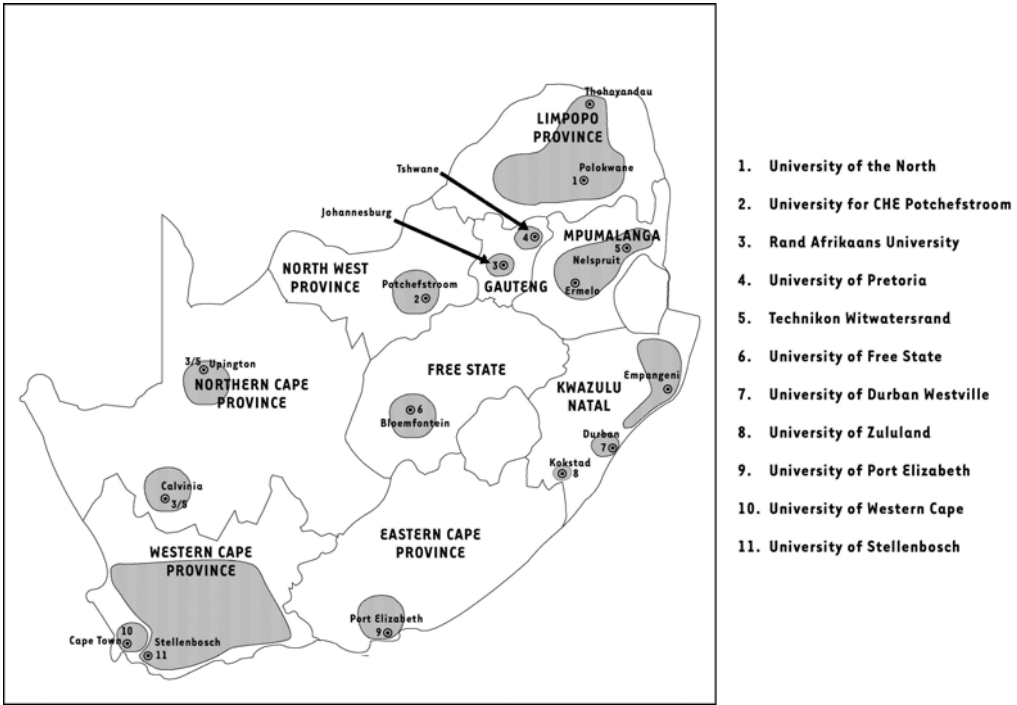 Thohoyandau
LIMPOPO
PROVINCE
Polokwane
1
Tshwane
Johannesburg
4
MPUMALANGA
5
Nelspruit
3
GAUTENG
Ermelo
NORTH WEST
PROVINCE
Potchefstroom
2
3/5 Upington
NORTHERN CAPE
PROVINCE
FREE STATE
6
Bloemfontein
KWAZULU
NATAL
Empangeni
Durban
7
Kokstad
8
Calvinia
3/5
EASTERN CAPE
PROVINCE
WESTERN CAPE
PROVINCE
Port Elizabeth
9
10
Cape Town
Stellenbosch
11
1. University of the North
2. University for CHE Potchefstroom
3. Rand Afrikaans University
4. University of Pretoria
5. Technikon Witwatersrand
6. University of Free State
7. University of Durban Westville
8. University of Zululand
9. University of Port Elizabeth
10. University of Western Cape
11. University of Stellenbosch